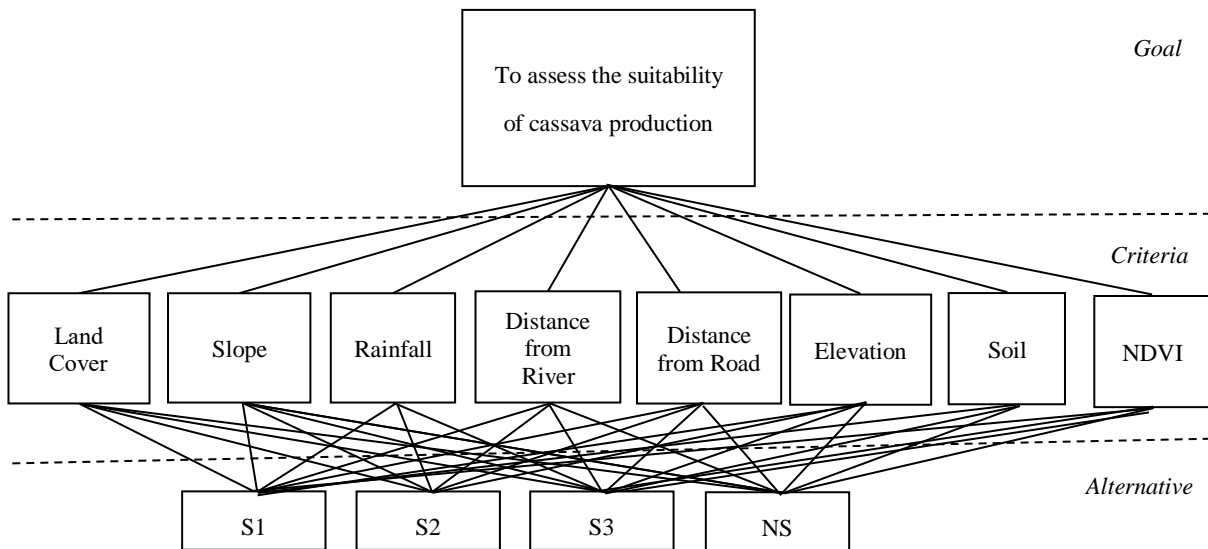 Goal
To assess the suitability
of cassava production
Criteria
Land
Cover
Slope
Rainfall
Distance
from
River
Distance
from Road
Elevation
Soil
NDVI
Alternative
S1
S2
S3
NS